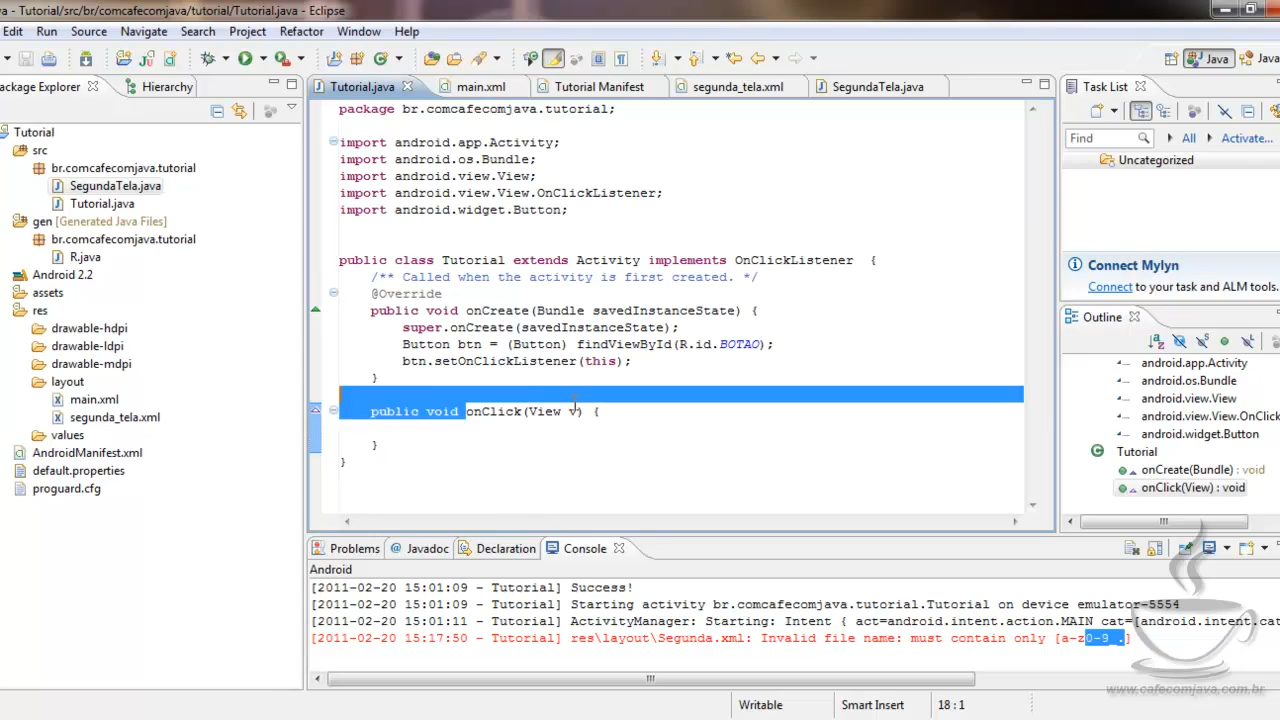 va - Tutorial/src/br/comcafecomjava/tutorial/Tutorial.java - Eclipse
Edit Run Source Navigate Search Project Refactor Window Help
Java
Java
Package Explorer
Hierarchy
Tutorial
src
br.comcafecomjava.tutorial
SegundaTela.java
Tutorial.java
gen [Generated Java Files]
br.comcafecomjava.tutorial
R.java
Android 2.2
assets
res
drawable-hdpi
drawable-ldpi
drawable-mdpi
layout
main.xml
segunda_tela.xml
values
AndroidManifest.xml
default.properties
proguard.cfg
Tutorial.java
main.xml
Tutorial Manifest
segunda_tela.xml
SegundaTela.java
package br.comcafecomjava.tutorial;
import android.app.Activity;
import android.os.Bundle;
import android.view.View;
import android.view.View.OnClickListener;
import android.widget.Button;
public class Tutorial extends Activity implements OnClickListener {
/** Called when the activity is first created. */
@Override
public void onCreate(Bundle savedInstanceState) {
super.onCreate(savedInstanceState);
Button btn = (Button) findViewById(R.id.BOTAO);
btn.setOnClickListener(this);
}
public void onClick(View v) {
}
}
Task List
Find
All
Activate...
Uncategorized
Connect Mylyn
Connect to your task and ALM tools.
Outline
android.app.Activity
android.os.Bundle
android.view.View
android.view.View.OnClick
android.widget.Button
Tutorial
onCreate(Bundle) : void
onClick(View) : void
Problems
@ Javadoc
Declaration
Console
Android
[2011-02-20 15:01:09 - Tutorial] Success!
[2011-02-20 15:01:09 - Tutorial] Starting activity br.comcafecomjava.tutorial.Tutorial on device emulator-5554
[2011-02-20 15:01:11 - Tutorial] ActivityManager: Starting: Intent { act=android.intent.action.MAIN cat=[android.intent.cat
[2011-02-20 15:17:50 - Tutorial] res\layout\Segunda.xml: Invalid file name: must contain only [a-z0-9_.]
www.cafecomjava.com.br
Writable
Smart Insert
18 : 1